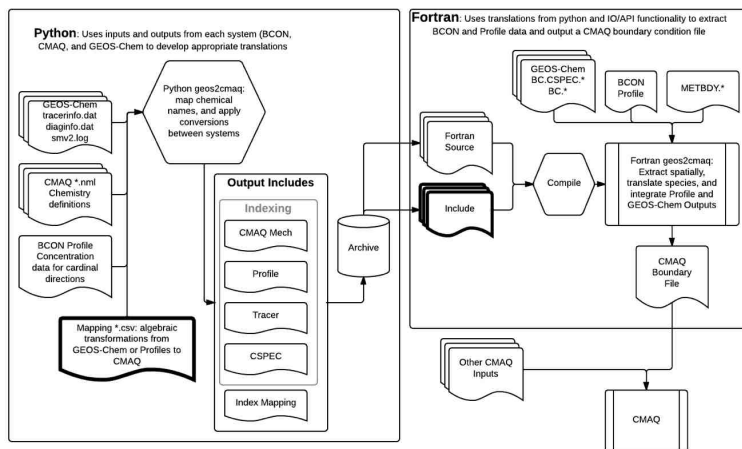 Python: Uses inputs and outputs from each system (BCON,
CMAQ, and GEOS-Chem to develop appropriate translations
GEOS-Chem
tracerinfo.dat
diaginfo.dat
smv2.log
CMAQ *.nml
Chemistry
definitions
BCON Profile
Concentration
data for cardinal
directions
Mapping *.csv: algebraic
transformations from
GEOS-Chem or Profiles to
CMAQ
Python geos2cmaq:
map chemical
names, and apply
conversions
between systems
Output Includes
Indexing
CMAQ Mech
Profile
Tracer
CSPEC
Index Mapping
Archive
Fortran: Uses translations from python and IO/API functionality to extract
BCON and Profile data and output a CMAQ boundary condition file
GEOS-Chem
BC.CSPEC.*
BC.*
BCON
Profile
METBDY.*
Fortran
Source
Include
Compile
Fortran geos2cmaq:
Extract spatially,
translate species, and
integrate Profile and
GEOS-Chem Outputs
CMAQ
Boundary
File
Other CMAQ
Inputs
CMAQ